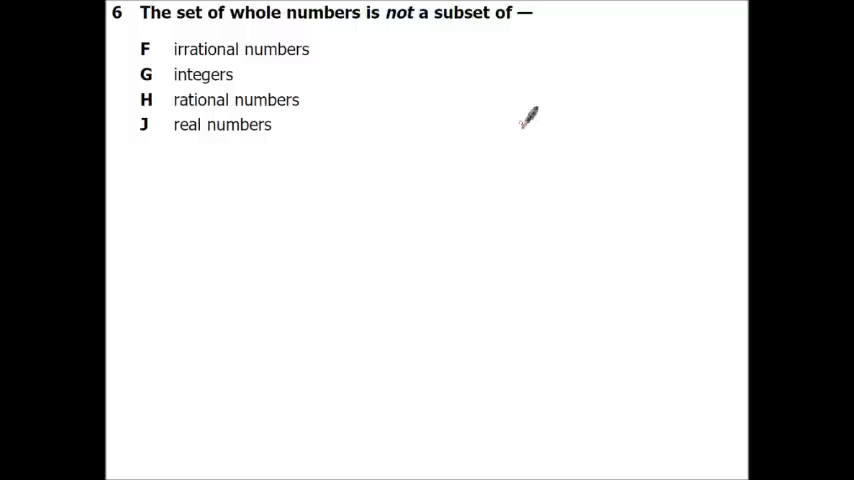 6 The set of whole numbers is not a subset of —
F irrational numbers
G integers
H rational numbers
J real numbers